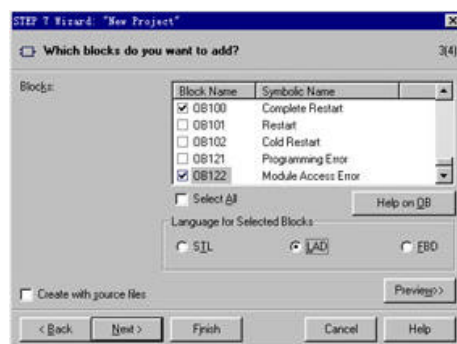 STEP 7 Wizard: "New Project"
Which blocks do you want to add? 3(4)
Blocks:
Block Name Symbolic Name
OB100 Complete Restart
OB101 Restart
OB102 Cold Restart
OB121 Programming Error
OB122 Module Access Error
Select All
Help on OB
Language for Selected Blocks
STL LAD FBD
Create with source files
Preview>>
< Back Next > Finish Cancel Help